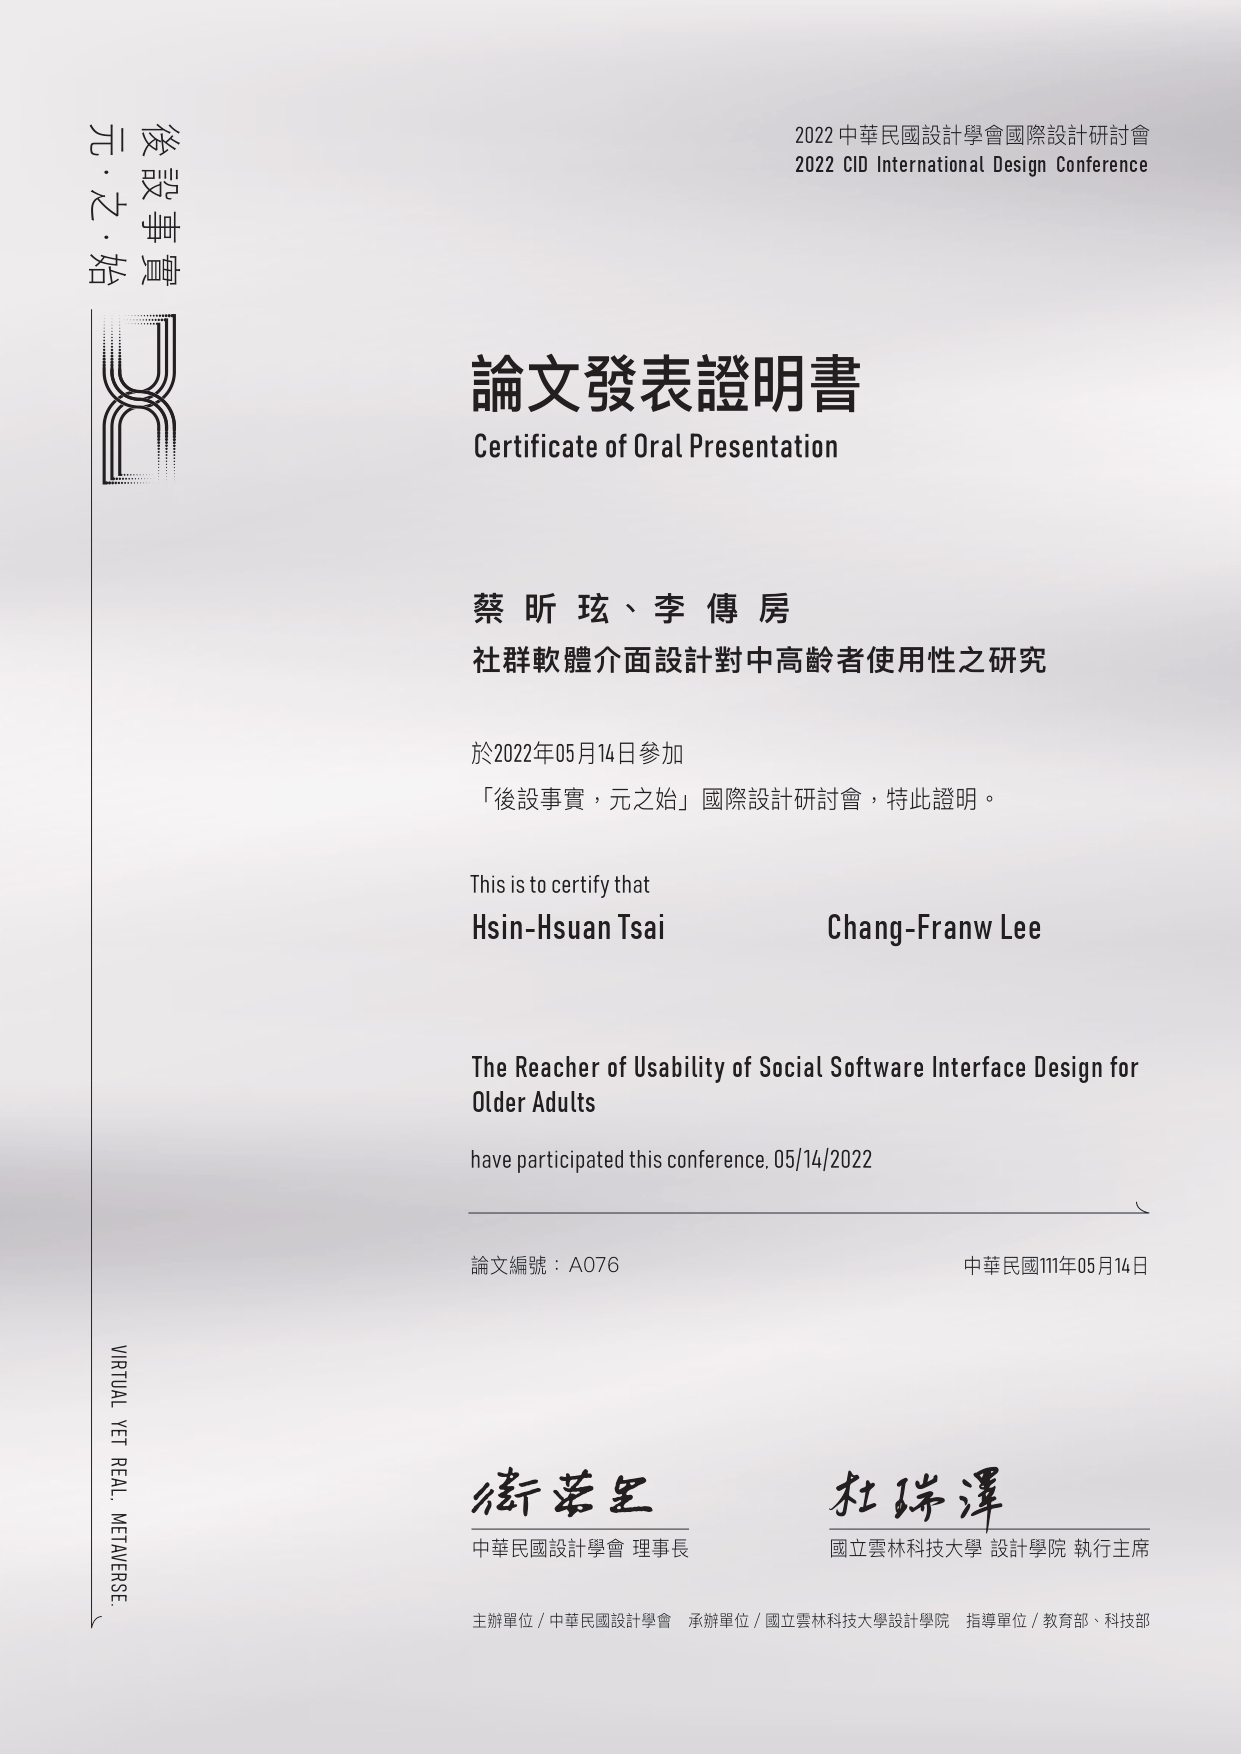 後設事實
元·之·始
2022 中華民國設計學會國際設計研討會
2022 CID International Design Conference
論文發表證明書
Certificate of Oral Presentation
蔡昕玹、李傳房
社群軟體介面設計對中高齡者使用性之研究
於2022年05月14日參加
「後設事實，元之始」國際設計研討會，特此證明。
This is to certify that
Hsin-Hsuan Tsai Chang-Franw Lee
The Reacher of Usability of Social Software Interface Design for
Older Adults
have participated this conference, 05/14/2022
論文編號：A076 中華民國111年05月14日
VIRTUAL YET REAL, METAVERSE.
杜瑞澤
中華民國設計學會 理事長 國立雲林科技大學 設計學院 執行主席
主辦單位 / 中華民國設計學會 承辦單位 / 國立雲林科技大學設計學院 指導單位 / 教育部、科技部